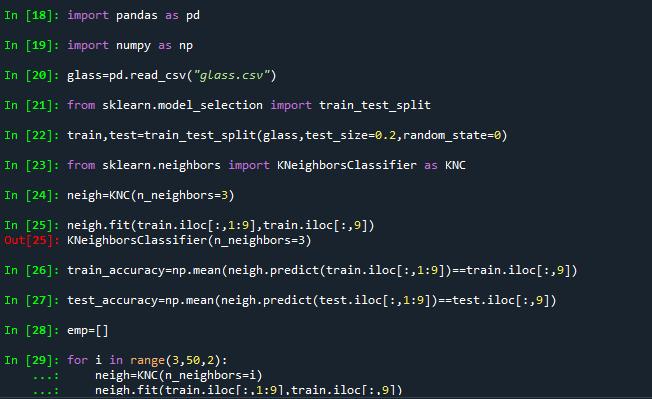 In [18]: import pandas as pd
In [19]: import numpy as np
In [20]: glass=pd.read_csv("glass.csv")
In [21]: from sklearn.model_selection import train_test_split
In [22]: train,test=train_test_split(glass,test_size=0.2,random_state=0)
In [23]: from sklearn.neighbors import KNeighborsClassifier as KNC
In [24]: neigh=KNC(n_neighbors=3)
In [25]: neigh.fit(train.iloc[:,1:9],train.iloc[:,9])
Out[25]: KNeighborsClassifier(n_neighbors=3)
In [26]: train_accuracy=np.mean(neigh.predict(train.iloc[:,1:9])==train.iloc[:,9])
In [27]: test_accuracy=np.mean(neigh.predict(test.iloc[:,1:9])==test.iloc[:,9])
In [28]: emp=[]
In [29]: for i in range(3,50,2):
    ...:     neigh=KNC(n_neighbors=i)
    ...:     neigh.fit(train.iloc[:,1:9],train.iloc[:,9])